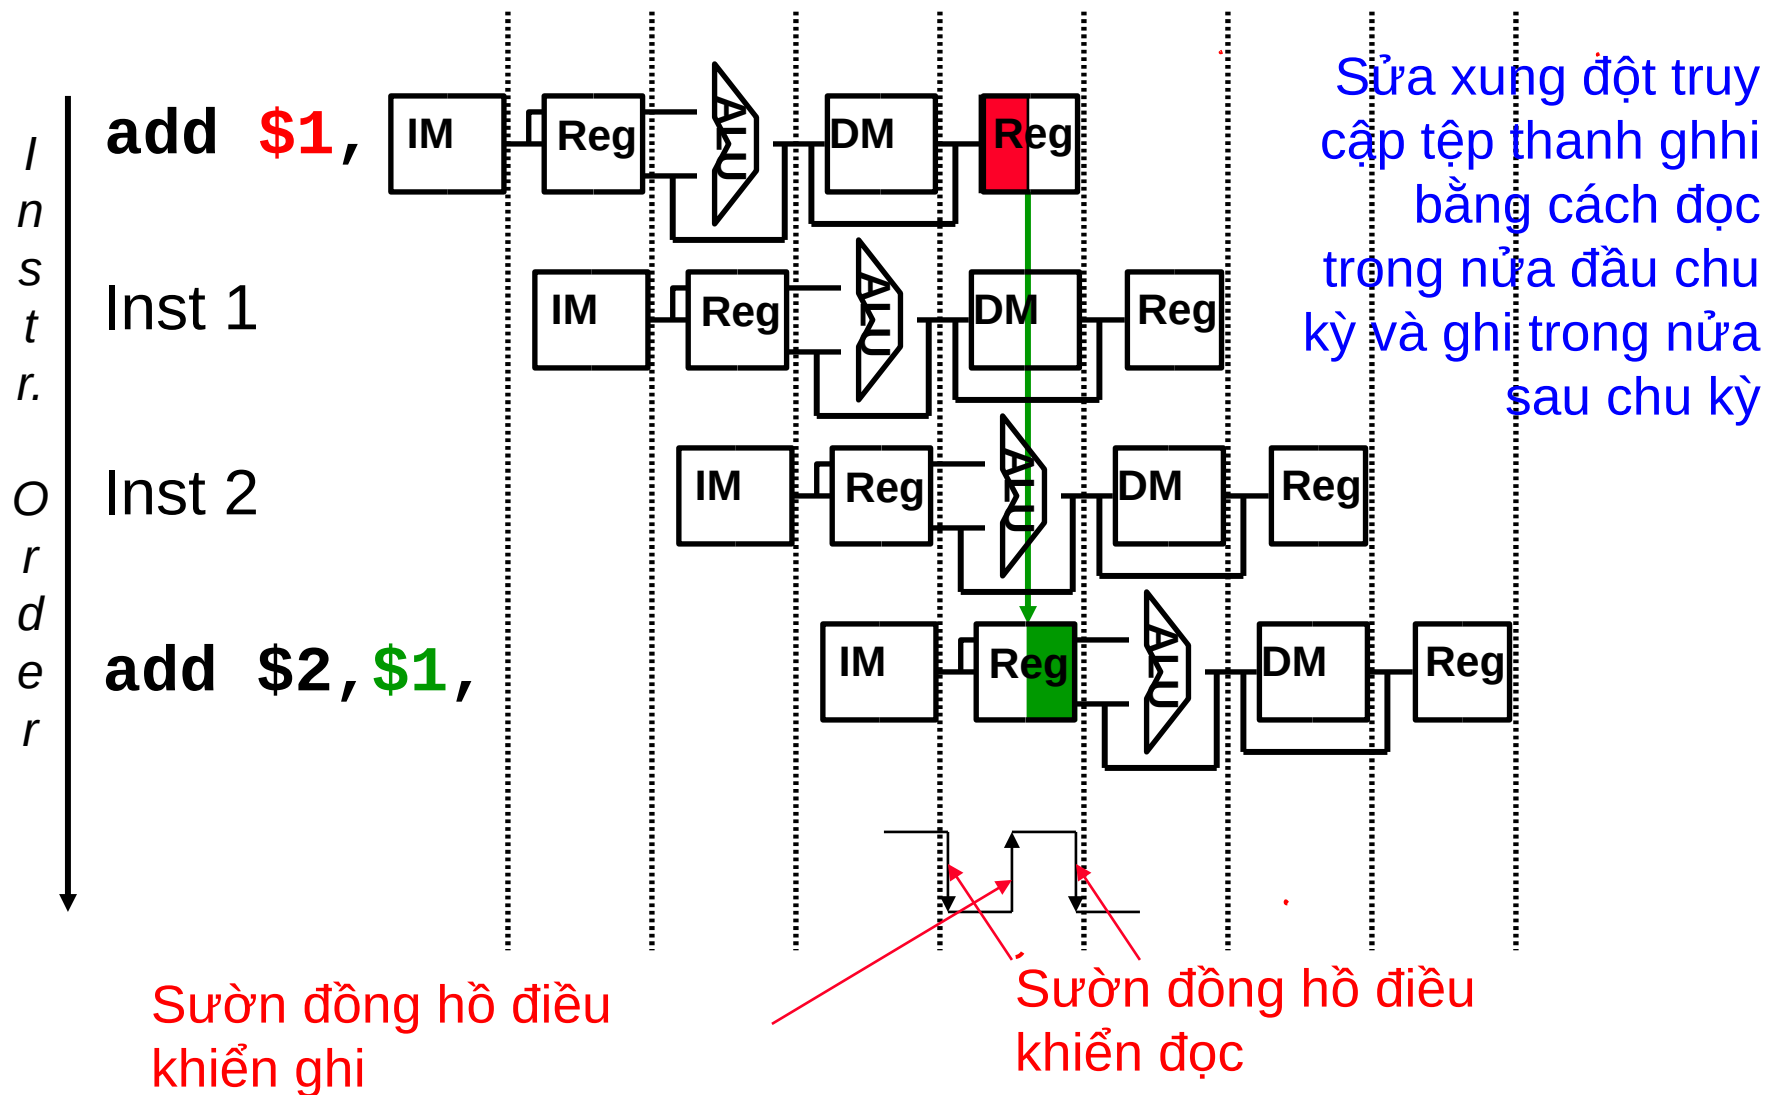 Instr. Order
add $1,
IM Reg ALU DM Reg
Sửa xung đột truy
cập tệp thanh ghhi
bằng cách đọc
trong nửa đầu chu
kỳ và ghi trong nửa
sau chu kỳ
Inst 1
IM Reg ALU DM Reg
Inst 2
IM Reg ALU DM Reg
add $2,$1,
IM Reg ALU DM Reg
Sườn đồng hồ điều
khiển ghi
Sườn đồng hồ điều
khiển đọc